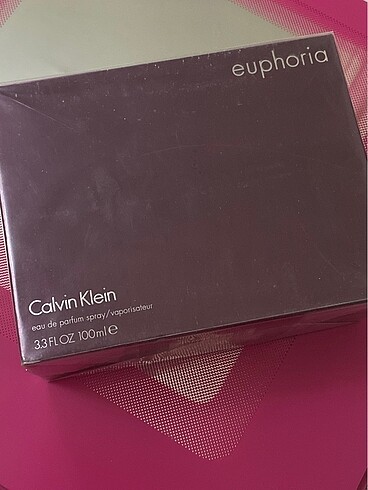 euphoria
Calvin Klein
eau de parfum spray/vaporisateur
3.3 FL OZ 100ml ℮